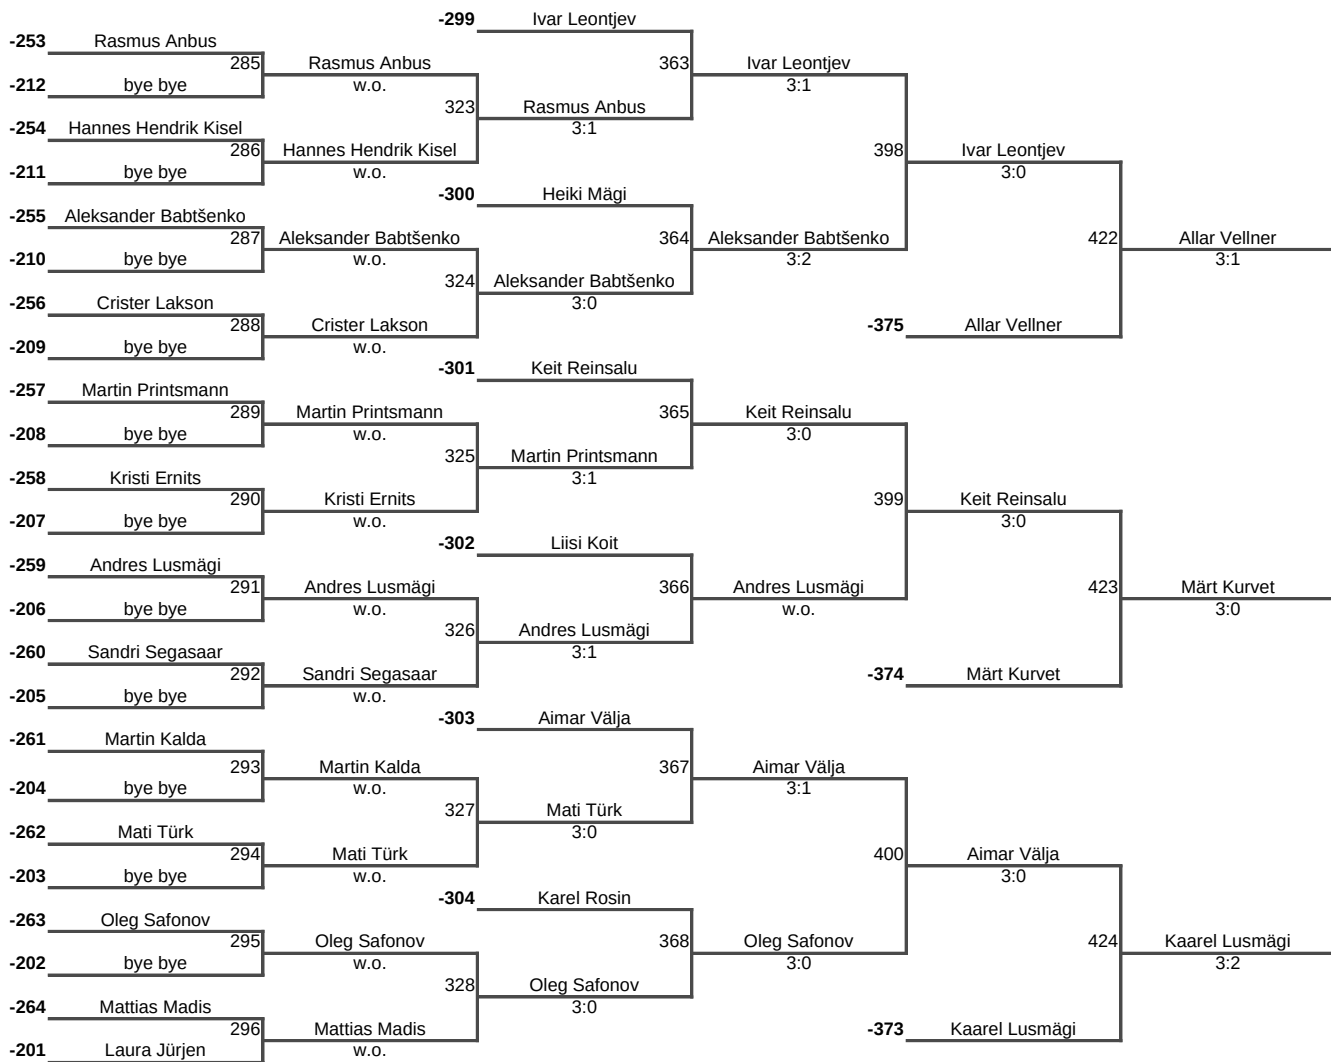 -299 Ivar Leontjev
-253 Rasmus Anbus
285 Rasmus Anbus 363 Ivar Leontjev
-212 bye bye w.o. 3:1
323 Rasmus Anbus
-254 Hannes Hendrik Kisel 3:1
286 Hannes Hendrik Kisel 398 Ivar Leontjev
-211 bye bye w.o. 3:0
-300 Heiki Mägi
-255 Aleksander Babtšenko
287 Aleksander Babtšenko 364 Aleksander Babtšenko 422 Allar Vellner
-210 bye bye w.o. 3:2 3:1
324 Aleksander Babtšenko
-256 Crister Lakson 3:0
288 Crister Lakson -375 Allar Vellner
-209 bye bye w.o.
-301 Keit Reinsalu
-257 Martin Printsmann
289 Martin Printsmann 365 Keit Reinsalu
-208 bye bye w.o. 3:0
325 Martin Printsmann
-258 Kristi Ernits 3:1
290 Kristi Ernits 399 Keit Reinsalu
-207 bye bye w.o. 3:0
-302 Liisi Koit
-259 Andres Lusmägi
291 Andres Lusmägi 366 Andres Lusmägi 423 Märt Kurvet
-206 bye bye w.o. w.o. 3:0
326 Andres Lusmägi
-260 Sandri Segasaar 3:1
292 Sandri Segasaar -374 Märt Kurvet
-205 bye bye w.o.
-303 Aimar Välja
-261 Martin Kalda
293 Martin Kalda 367 Aimar Välja
-204 bye bye w.o. 3:1
327 Mati Türk
-262 Mati Türk 3:0
294 Mati Türk 400 Aimar Välja
-203 bye bye w.o. 3:0
-304 Karel Rosin
-263 Oleg Safonov
295 Oleg Safonov 368 Oleg Safonov 424 Kaarel Lusmägi
-202 bye bye w.o. 3:0 3:2
328 Oleg Safonov
-264 Mattias Madis 3:0
296 Mattias Madis -373 Kaarel Lusmägi
-201 Laura Jürjen w.o.